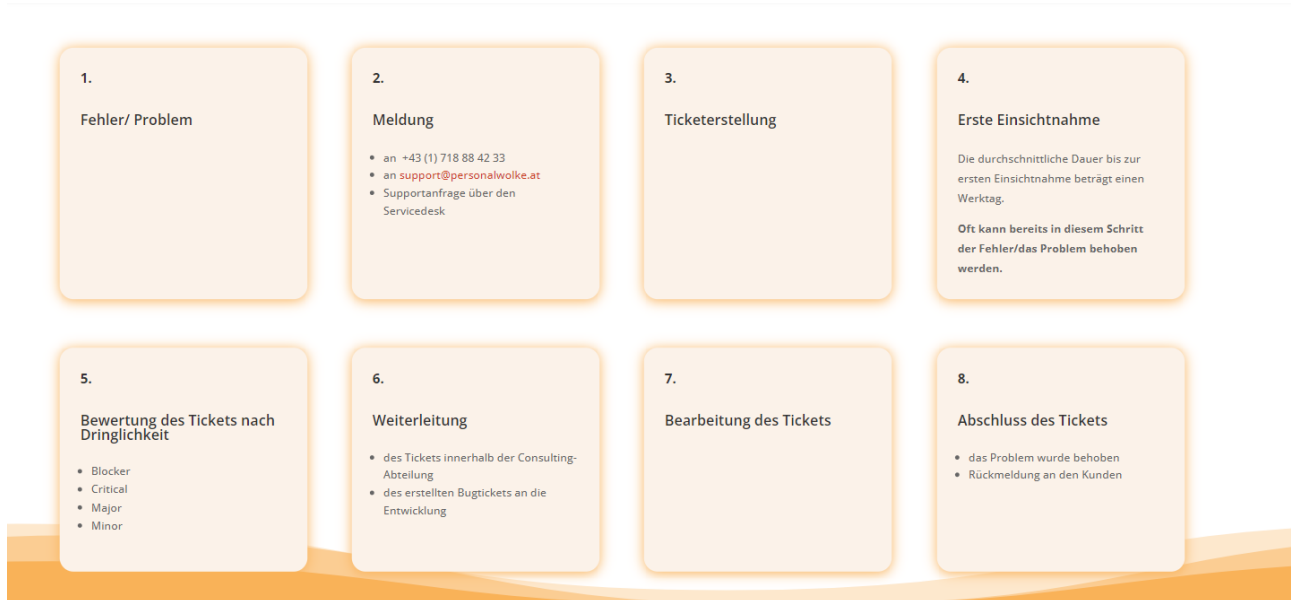 1.
Fehler/ Problem
2.
Meldung
an +43 (1) 718 88 42 33
an support@personalwolke.at
Supportanfrage über den
Servicedesk
3.
Ticketerstellung
4.
Erste Einsichtnahme
Die durchschnittliche Dauer bis zur
ersten Einsichtnahme beträgt einen
Werktag.
Oft kann bereits in diesem Schritt
der Fehler/das Problem behoben
werden.
5.
Bewertung des Tickets nach
Dringlichkeit
Blocker
Critical
Major
Minor
6.
Weiterleitung
des Tickets innerhalb der Consulting-
Abteilung
des erstellten Bugtickets an die
Entwicklung
7.
Bearbeitung des Tickets
8.
Abschluss des Tickets
das Problem wurde behoben
Rückmeldung an den Kunden